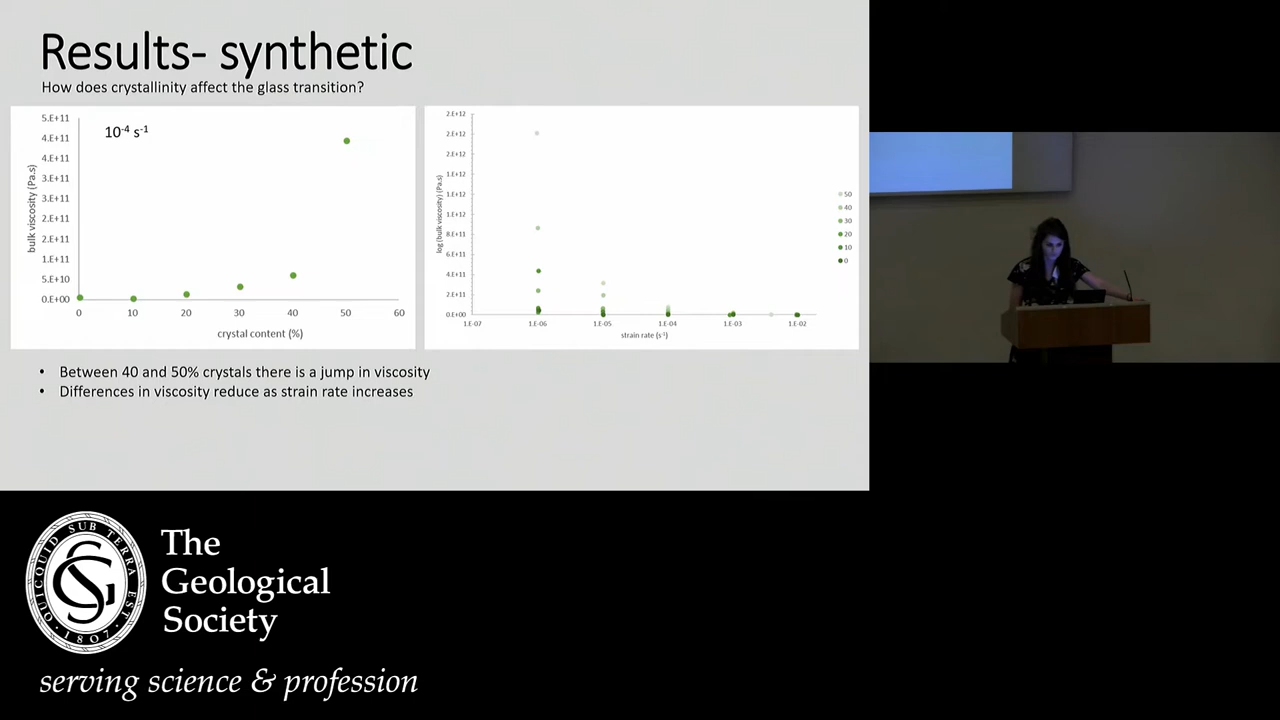 Results- synthetic
How does crystallinity affect the glass transition?
5.E+11
4.E+11
4.E+11
3.E+11
3.E+11
2.E+11
2.E+11
1.E+11
5.E+10
0.E+00
bulk viscosity (Pa.s)
10⁻⁴ s⁻¹
0 10 20 30 40 50 60
crystal content (%)
2.E+12
2.E+12
2.E+12
1.E+12
1.E+12
1.E+12
8.E+11
6.E+11
4.E+11
2.E+11
0.E+00
log (bulk viscosity) (Pa.s)
1.E-07 1.E-06 1.E-05 1.E-04 1.E-03 1.E-02
strain rate (s⁻¹)
50
40
30
20
10
0
• Between 40 and 50% crystals there is a jump in viscosity
• Differences in viscosity reduce as strain rate increases
QUICQUID SUB TERRA EST
1807
The
Geological
Society
serving science & profession